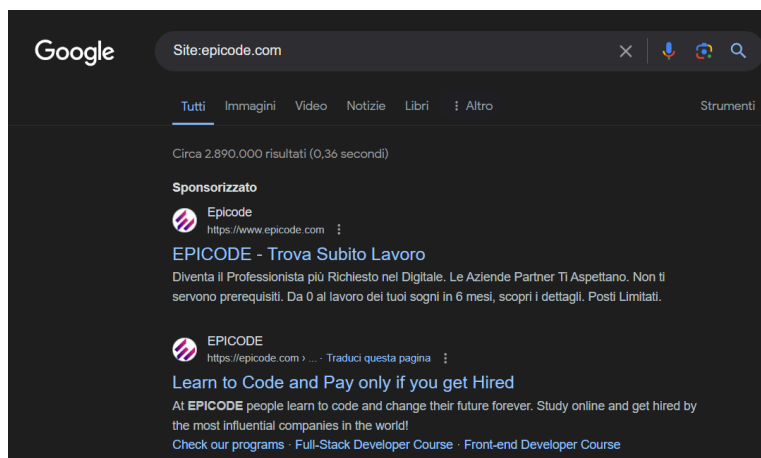 Google
Site:epicode.com
Tutti Immagini Video Notizie Libri Altro Strumenti
Circa 2.890.000 risultati (0,36 secondi)
Sponsorizzato
Epicode
https://www.epicode.com
EPICODE - Trova Subito Lavoro
Diventa il Professionista più Richiesto nel Digitale. Le Aziende Partner Ti Aspettano. Non ti
servono prerequisiti. Da 0 al lavoro dei tuoi sogni in 6 mesi, scopri i dettagli. Posti Limitati.
EPICODE
https://epicode.com › ... · Traduci questa pagina
Learn to Code and Pay only if you get Hired
At EPICODE people learn to code and change their future forever. Study online and get hired by
the most influential companies in the world!
Check our programs · Full-Stack Developer Course · Front-end Developer Course